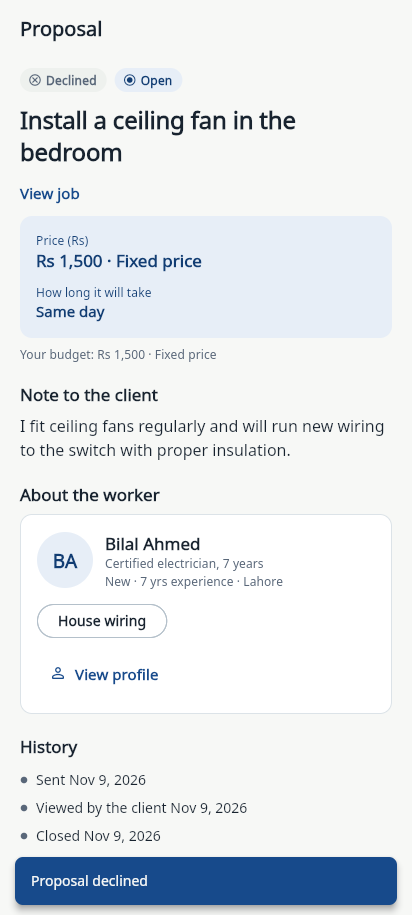 Proposal
Declined
Open
Install a ceiling fan in the
bedroom
View job
Price (Rs)
Rs 1,500 · Fixed price
How long it will take
Same day
Your budget: Rs 1,500 · Fixed price
Note to the client
I fit ceiling fans regularly and will run new wiring
to the switch with proper insulation.
About the worker
BA
Bilal Ahmed
Certified electrician, 7 years
New · 7 yrs experience · Lahore
House wiring
View profile
History
Sent Nov 9, 2026
Viewed by the client Nov 9, 2026
Closed Nov 9, 2026
Proposal declined